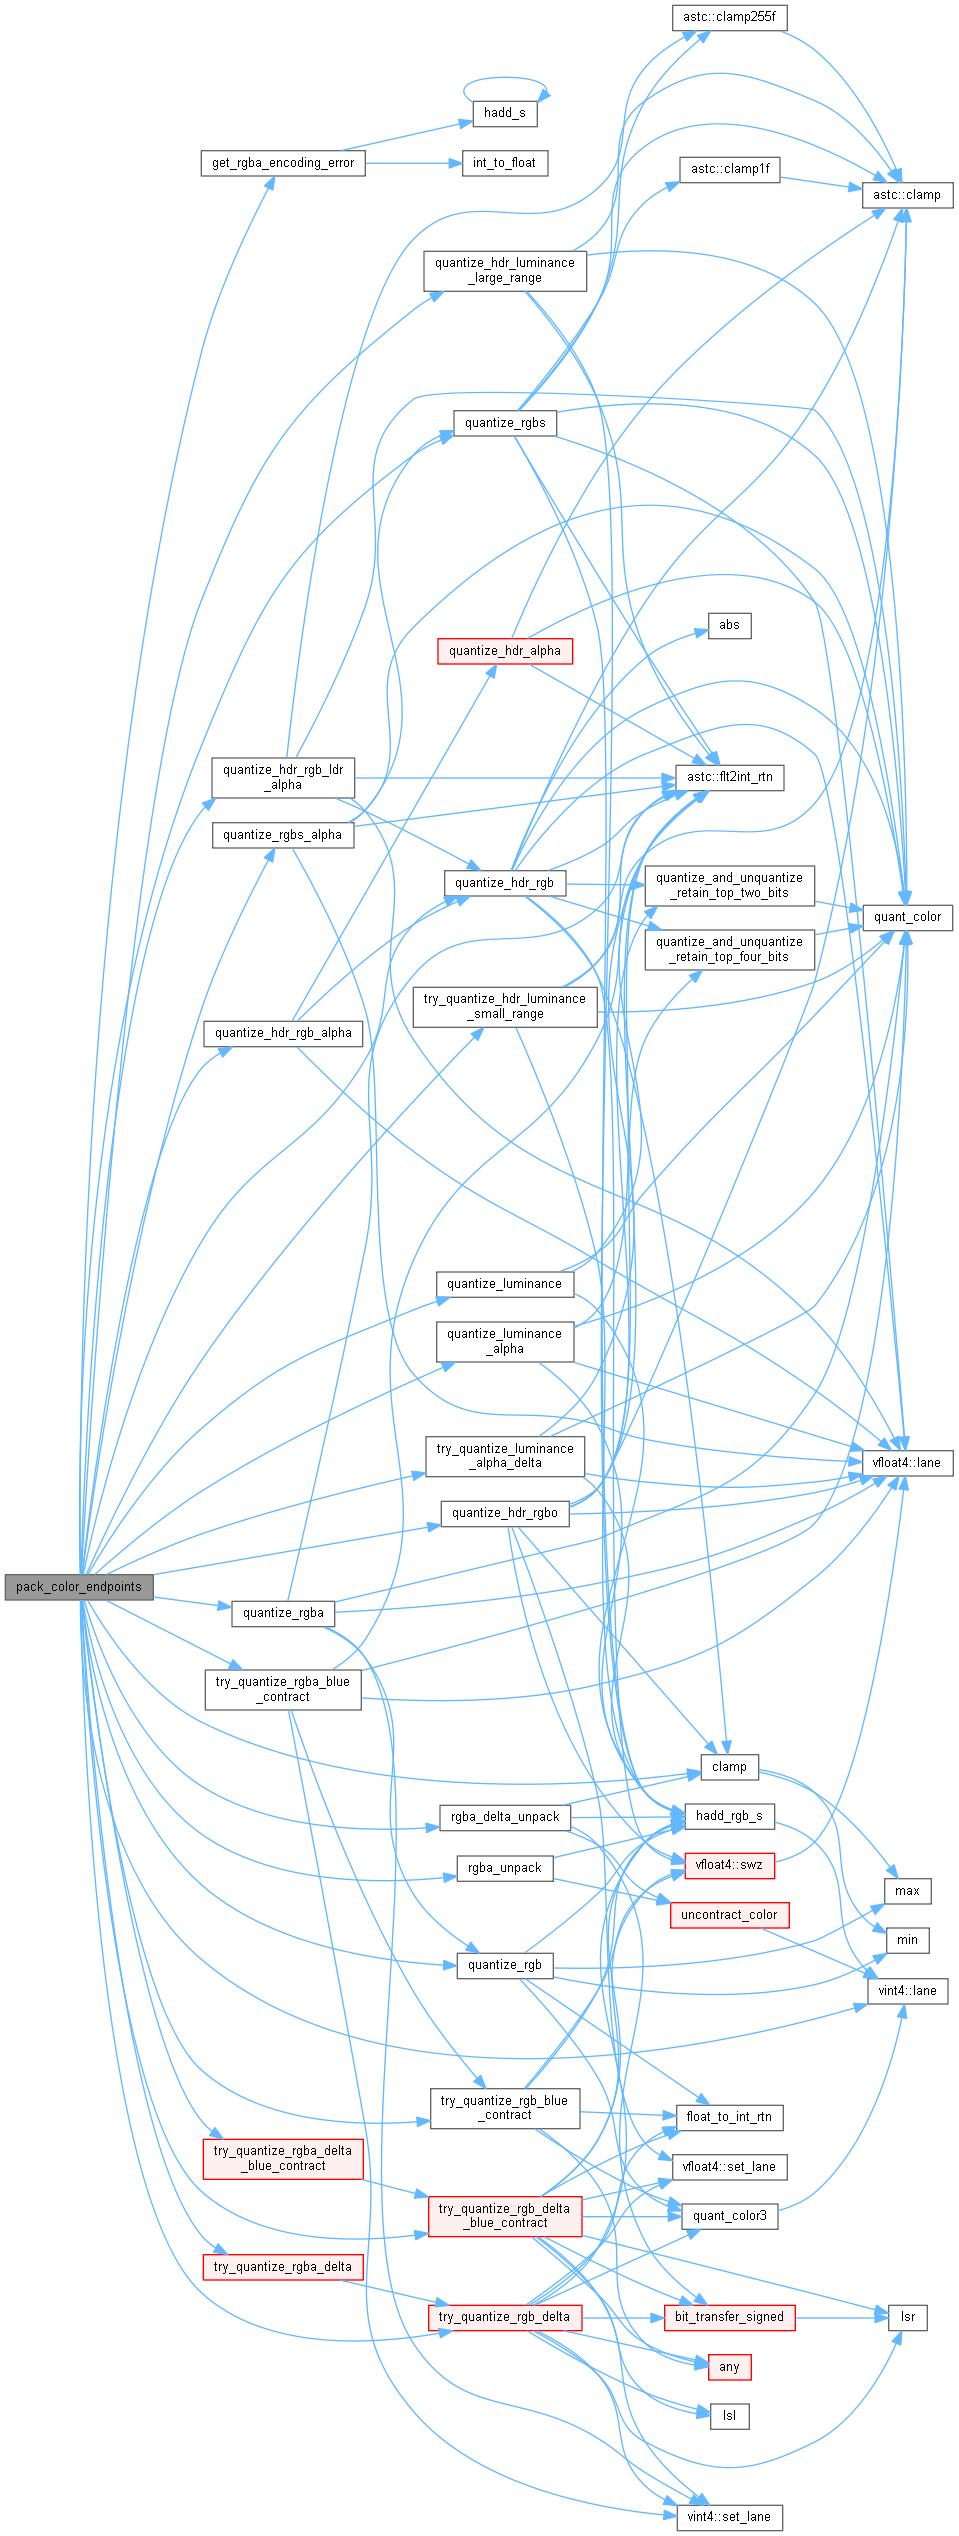 astc::clamp255f
hadd_s
get_rgba_encoding_error
int_to_float
astc::clamp1f
astc::clamp
quantize_hdr_luminance
_large_range
quantize_rgbs
abs
quantize_hdr_alpha
quantize_hdr_rgb_ldr
_alpha
astc::flt2int_rtn
quantize_rgbs_alpha
quantize_hdr_rgb
quantize_and_unquantize
_retain_top_two_bits
quant_color
quantize_and_unquantize
_retain_top_four_bits
try_quantize_hdr_luminance
_small_range
quantize_hdr_rgb_alpha
quantize_luminance
quantize_luminance
_alpha
try_quantize_luminance
_alpha_delta
vfloat4::lane
quantize_hdr_rgbo
pack_color_endpoints
quantize_rgba
try_quantize_rgba_blue
_contract
clamp
rgba_delta_unpack
hadd_rgb_s
rgba_unpack
vfloat4::swz
max
uncontract_color
min
quantize_rgb
vint4::lane
try_quantize_rgb_blue
_contract
float_to_int_rtn
try_quantize_rgba_delta
_blue_contract
vfloat4::set_lane
try_quantize_rgb_delta
_blue_contract
quant_color3
try_quantize_rgba_delta
try_quantize_rgb_delta
bit_transfer_signed
lsr
any
lsl
vint4::set_lane